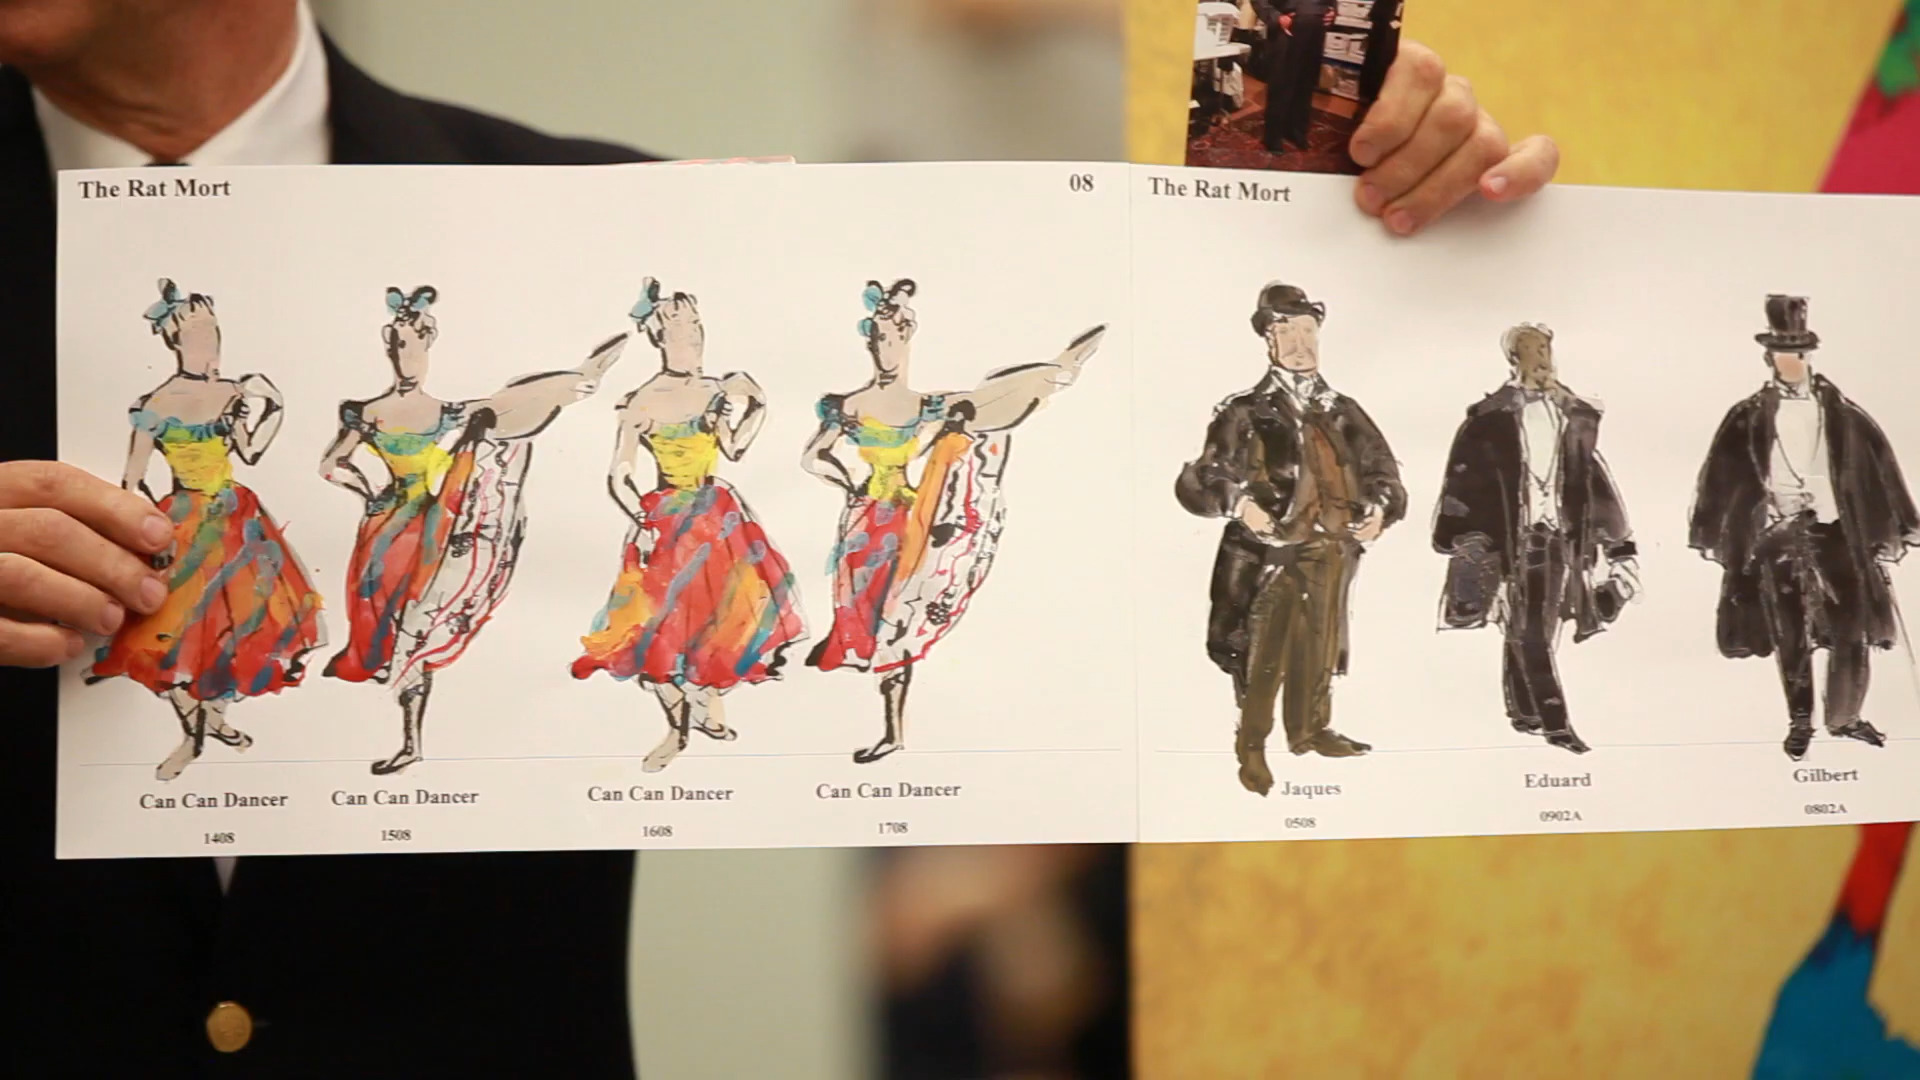 The Rat Mort
08
Can Can Dancer
Can Can Dancer
Can Can Dancer
Can Can Dancer
1408
1508
1608
1708
The Rat Mort
Jaques
Eduard
Gilbert
0508
0902A
0802A